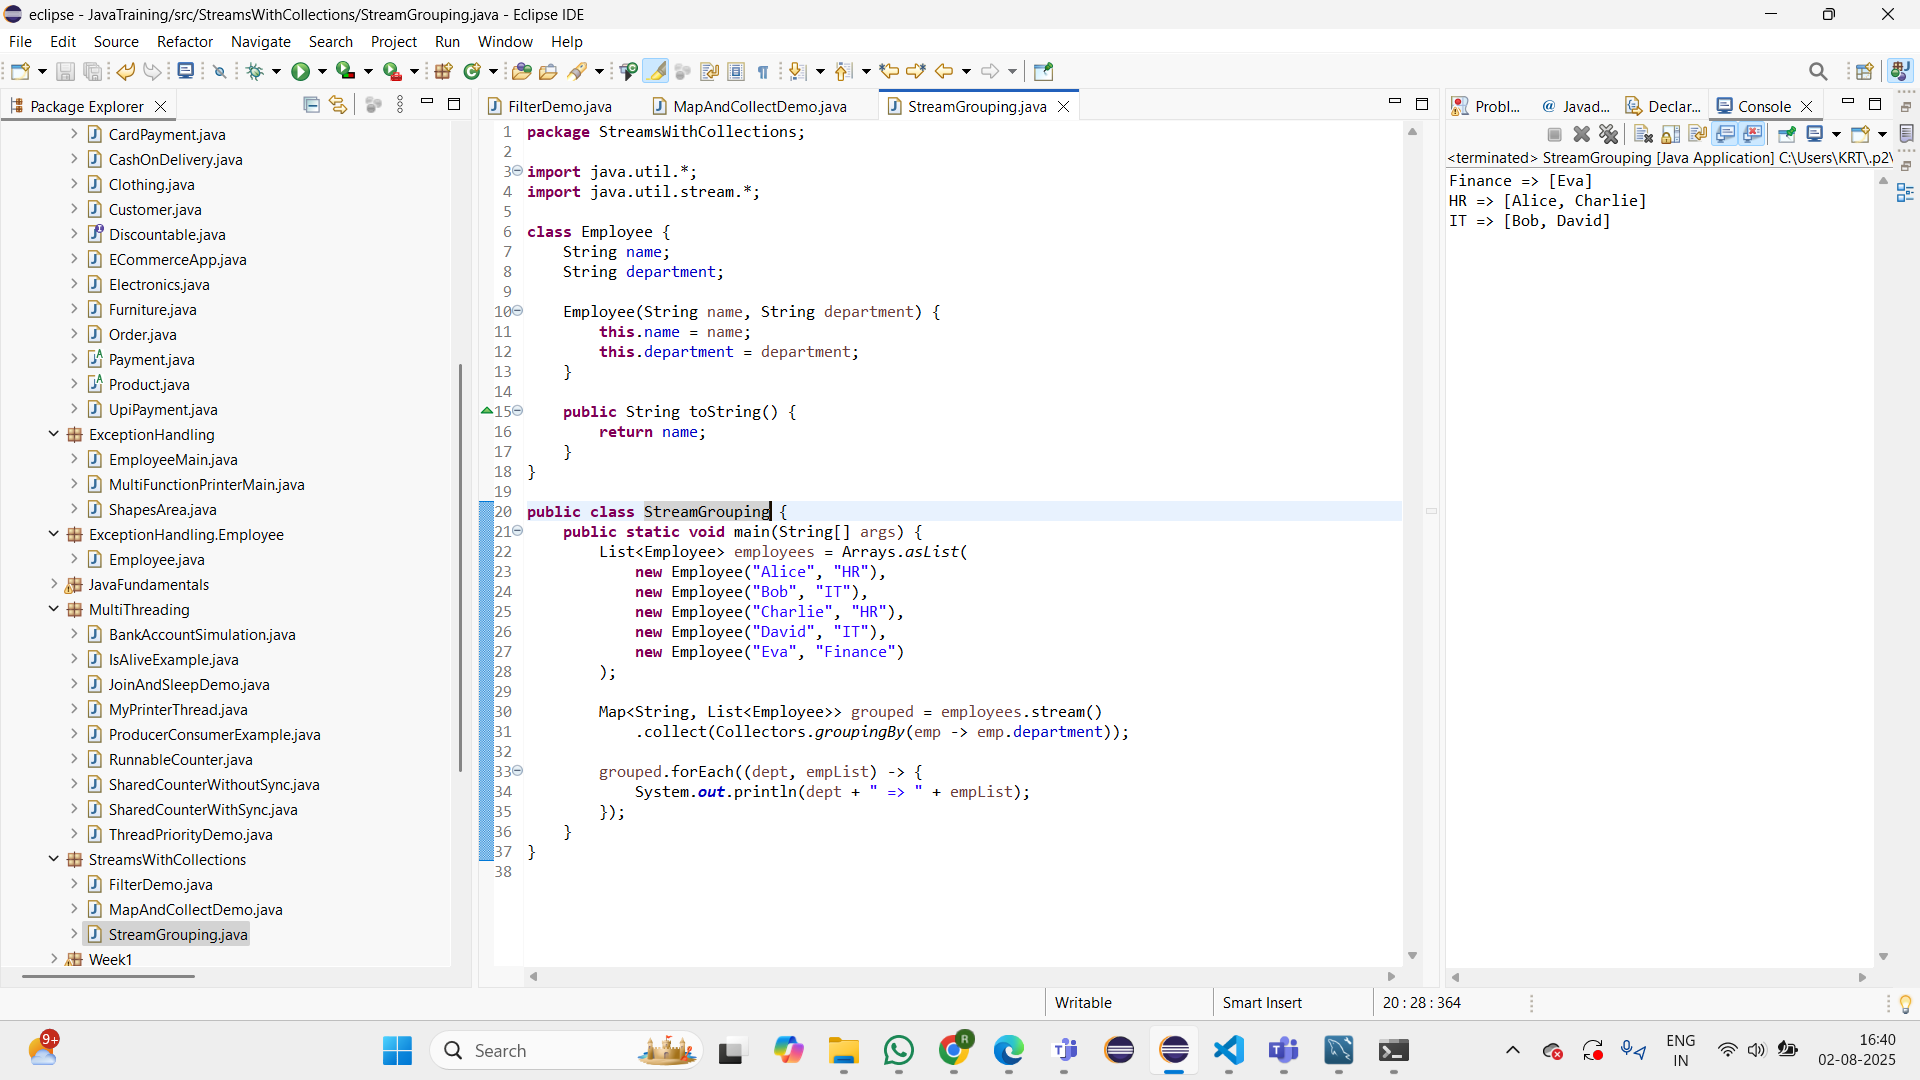 eclipse - JavaTraining/src/StreamsWithCollections/StreamGrouping.java - Eclipse IDE
File Edit Source Refactor Navigate Search Project Run Window Help
Package Explorer
CardPayment.java
CashOnDelivery.java
Clothing.java
Customer.java
Discountable.java
ECommerceApp.java
Electronics.java
Furniture.java
Order.java
Payment.java
Product.java
UpiPayment.java
ExceptionHandling
EmployeeMain.java
MultiFunctionPrinterMain.java
ShapesArea.java
ExceptionHandling.Employee
Employee.java
JavaFundamentals
MultiThreading
BankAccountSimulation.java
IsAliveExample.java
JoinAndSleepDemo.java
MyPrinterThread.java
ProducerConsumerExample.java
RunnableCounter.java
SharedCounterWithoutSync.java
SharedCounterWithSync.java
ThreadPriorityDemo.java
StreamsWithCollections
FilterDemo.java
MapAndCollectDemo.java
StreamGrouping.java
Week1
FilterDemo.java MapAndCollectDemo.java StreamGrouping.java
1 package StreamsWithCollections;
2
3 import java.util.*;
4 import java.util.stream.*;
5
6 class Employee {
7     String name;
8     String department;
9
10     Employee(String name, String department) {
11         this.name = name;
12         this.department = department;
13     }
14
15     public String toString() {
16         return name;
17     }
18 }
19
20 public class StreamGrouping {
21     public static void main(String[] args) {
22         List<Employee> employees = Arrays.asList(
23             new Employee("Alice", "HR"),
24             new Employee("Bob", "IT"),
25             new Employee("Charlie", "HR"),
26             new Employee("David", "IT"),
27             new Employee("Eva", "Finance")
28         );
29
30         Map<String, List<Employee>> grouped = employees.stream()
31             .collect(Collectors.groupingBy(emp -> emp.department));
32
33         grouped.forEach((dept, empList) -> {
34             System.out.println(dept + " => " + empList);
35         });
36     }
37 }
38
Probl... Javad... Declar... Console
<terminated> StreamGrouping [Java Application] C:\Users\KRT\.p2\
Finance => [Eva]
HR => [Alice, Charlie]
IT => [Bob, David]
Writable Smart Insert 20 : 28 : 364
9+
Search
R
ENG
IN
16:40
02-08-2025